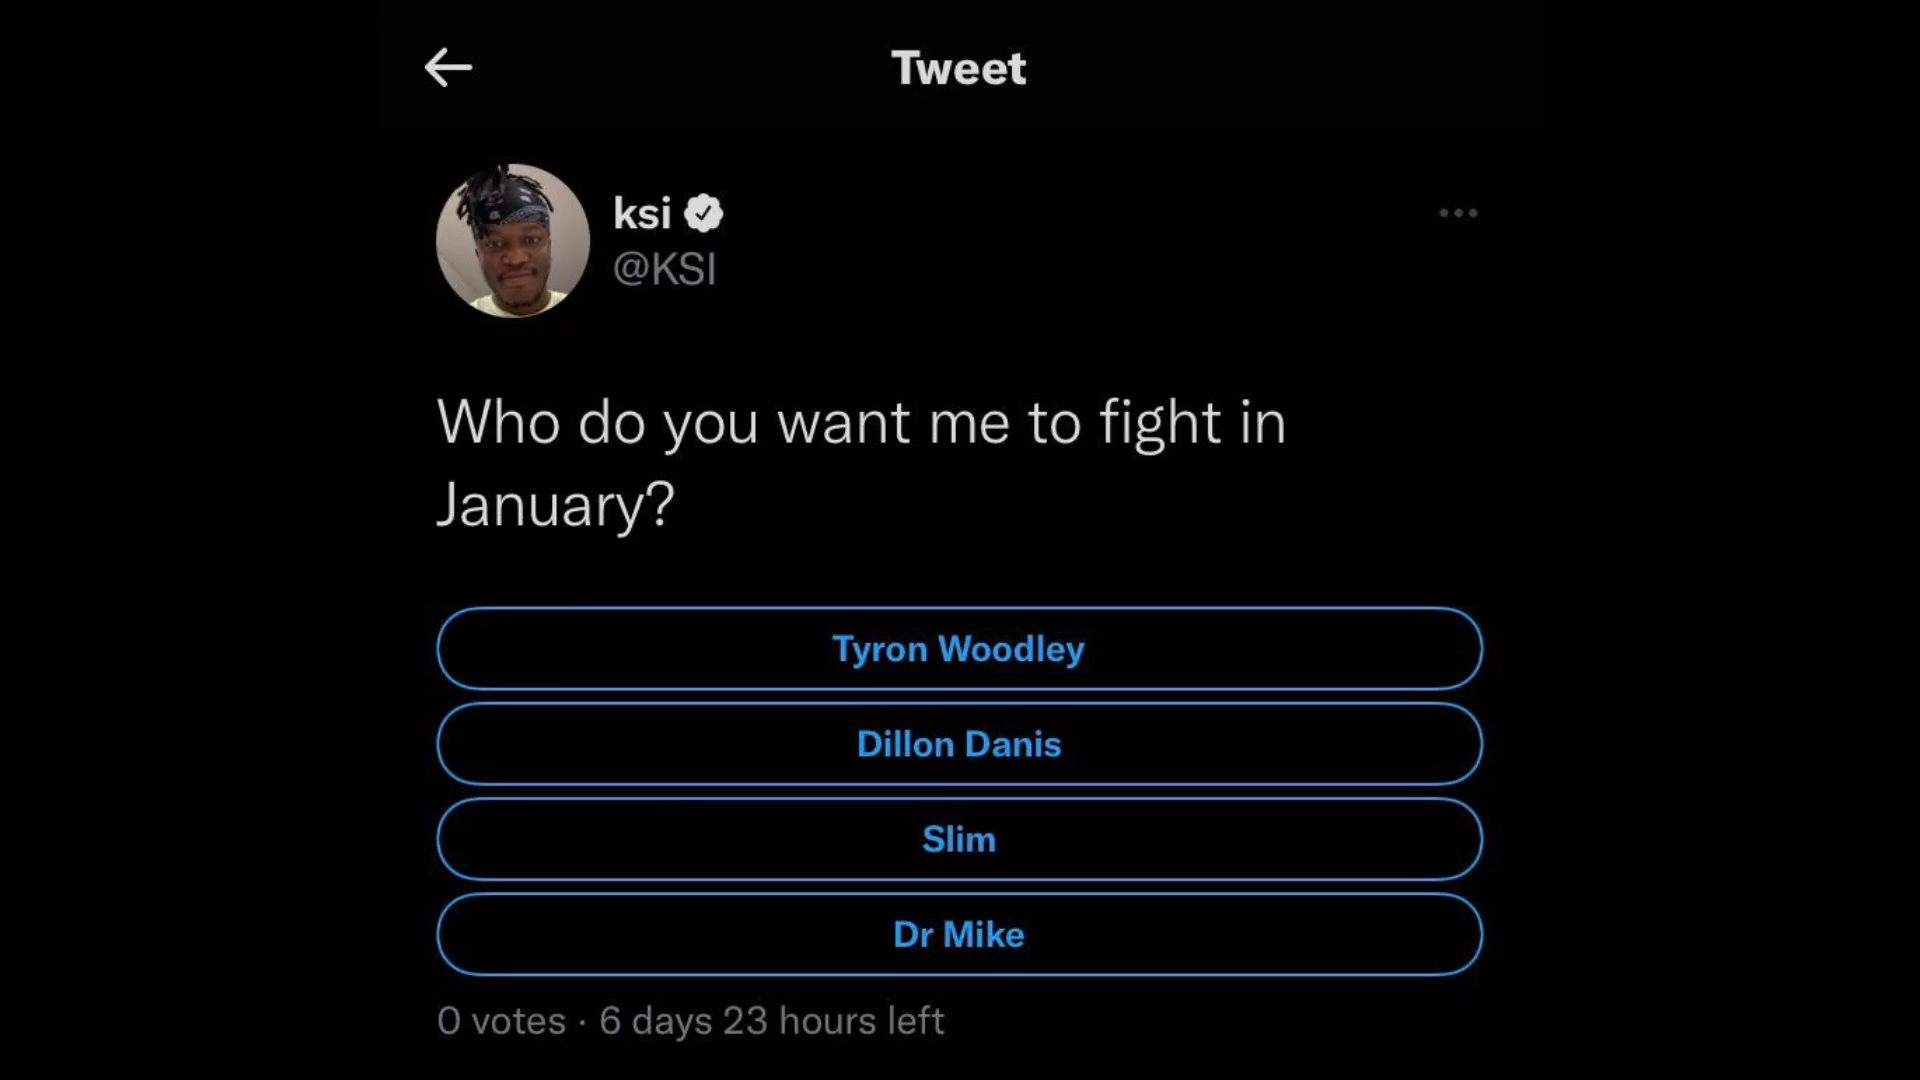 Tweet
ksi
@KSI
Who do you want me to fight in
January?
Tyron Woodley
Dillon Danis
Slim
Dr Mike
0 votes · 6 days 23 hours left